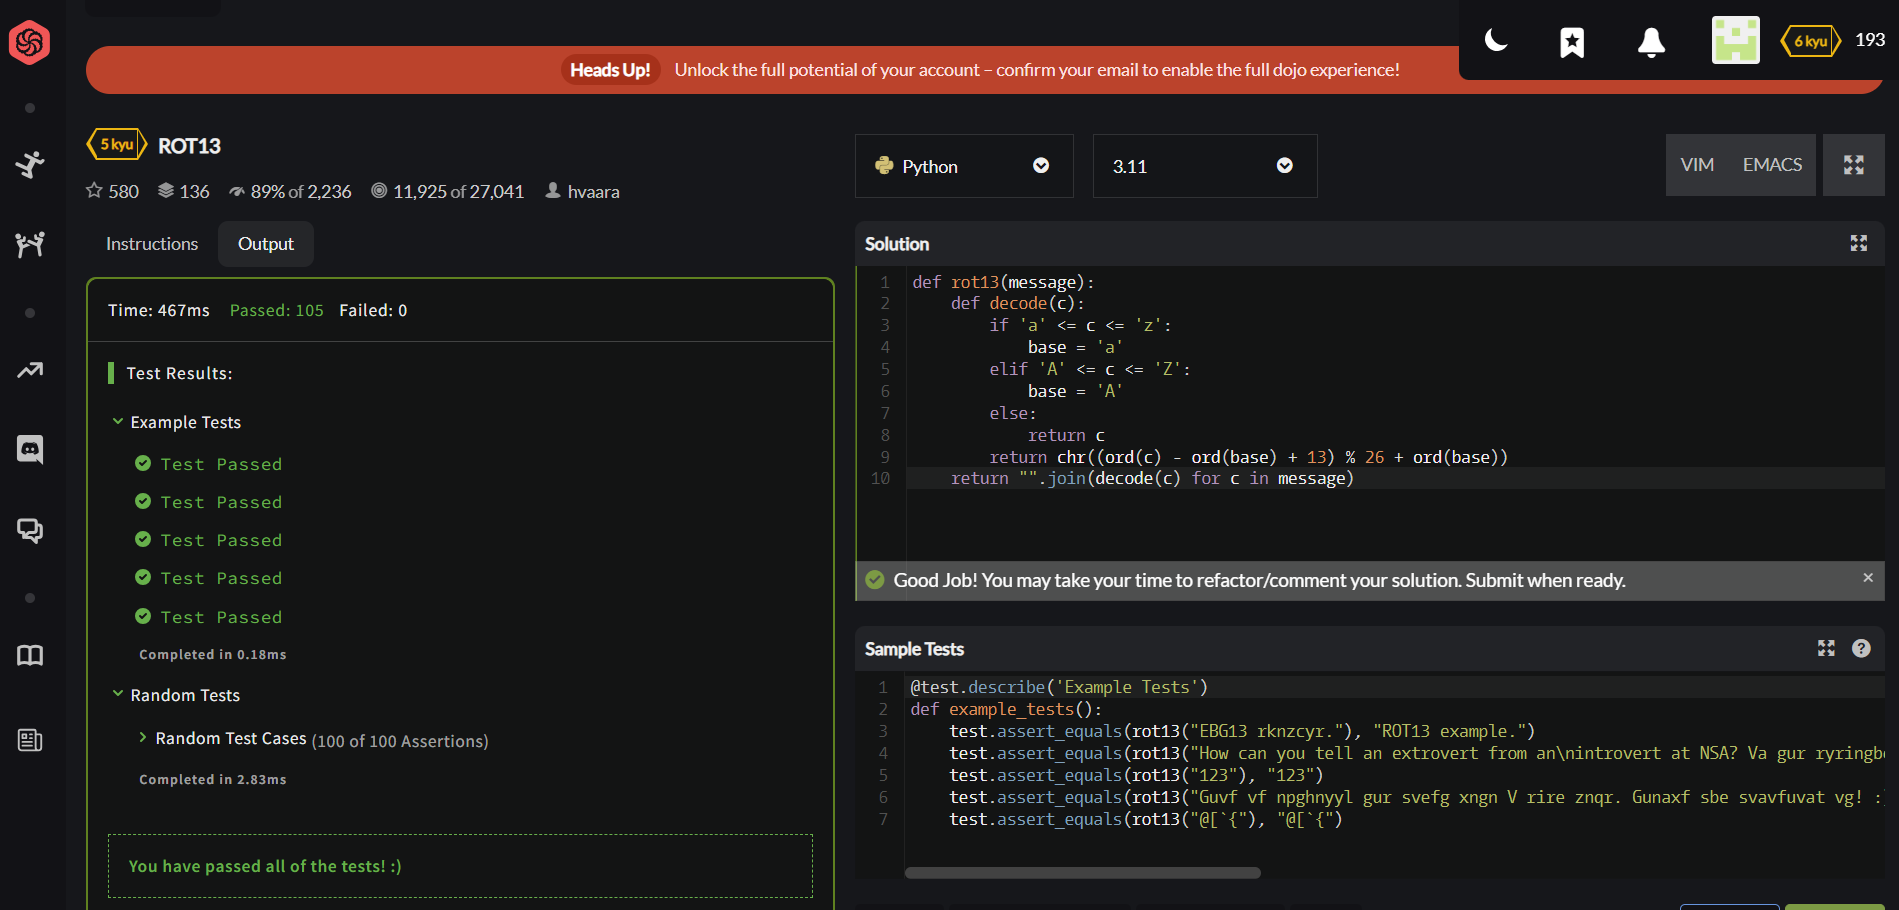 Heads Up! Unlock the full potential of your account – confirm your email to enable the full dojo experience!
6 kyu 193
5 kyu ROT13
580 136 89% of 2,236 11,925 of 27,041 hvaara
Instructions Output
Time: 467ms Passed: 105 Failed: 0
Test Results:
Example Tests
Test Passed
Test Passed
Test Passed
Test Passed
Test Passed
Completed in 0.18ms
Random Tests
Random Test Cases (100 of 100 Assertions)
Completed in 2.83ms
You have passed all of the tests! :)
Python 3.11 VIM EMACS
Solution
1 def rot13(message):
2     def decode(c):
3         if 'a' <= c <= 'z':
4             base = 'a'
5         elif 'A' <= c <= 'Z':
6             base = 'A'
7         else:
8             return c
9         return chr((ord(c) - ord(base) + 13) % 26 + ord(base))
10     return "".join(decode(c) for c in message)
Good Job! You may take your time to refactor/comment your solution. Submit when ready.
Sample Tests
1 @test.describe('Example Tests')
2 def example_tests():
3     test.assert_equals(rot13("EBG13 rknzcyr."), "ROT13 example.")
4     test.assert_equals(rot13("How can you tell an extrovert from an\nintrovert at NSA? Va gur ryringb
5     test.assert_equals(rot13("123"), "123")
6     test.assert_equals(rot13("Guvf vf npghnyyl gur svefg xngn V rire znqr. Gunaxf sbe svavfuvat vg! :
7     test.assert_equals(rot13("@[`{"), "@[`{")